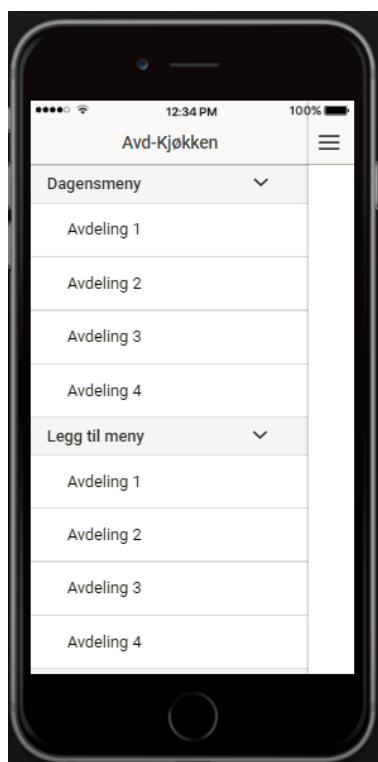 12:34 PM 100%
Avd-Kjøkken
Dagensmeny
Avdeling 1
Avdeling 2
Avdeling 3
Avdeling 4
Legg til meny
Avdeling 1
Avdeling 2
Avdeling 3
Avdeling 4